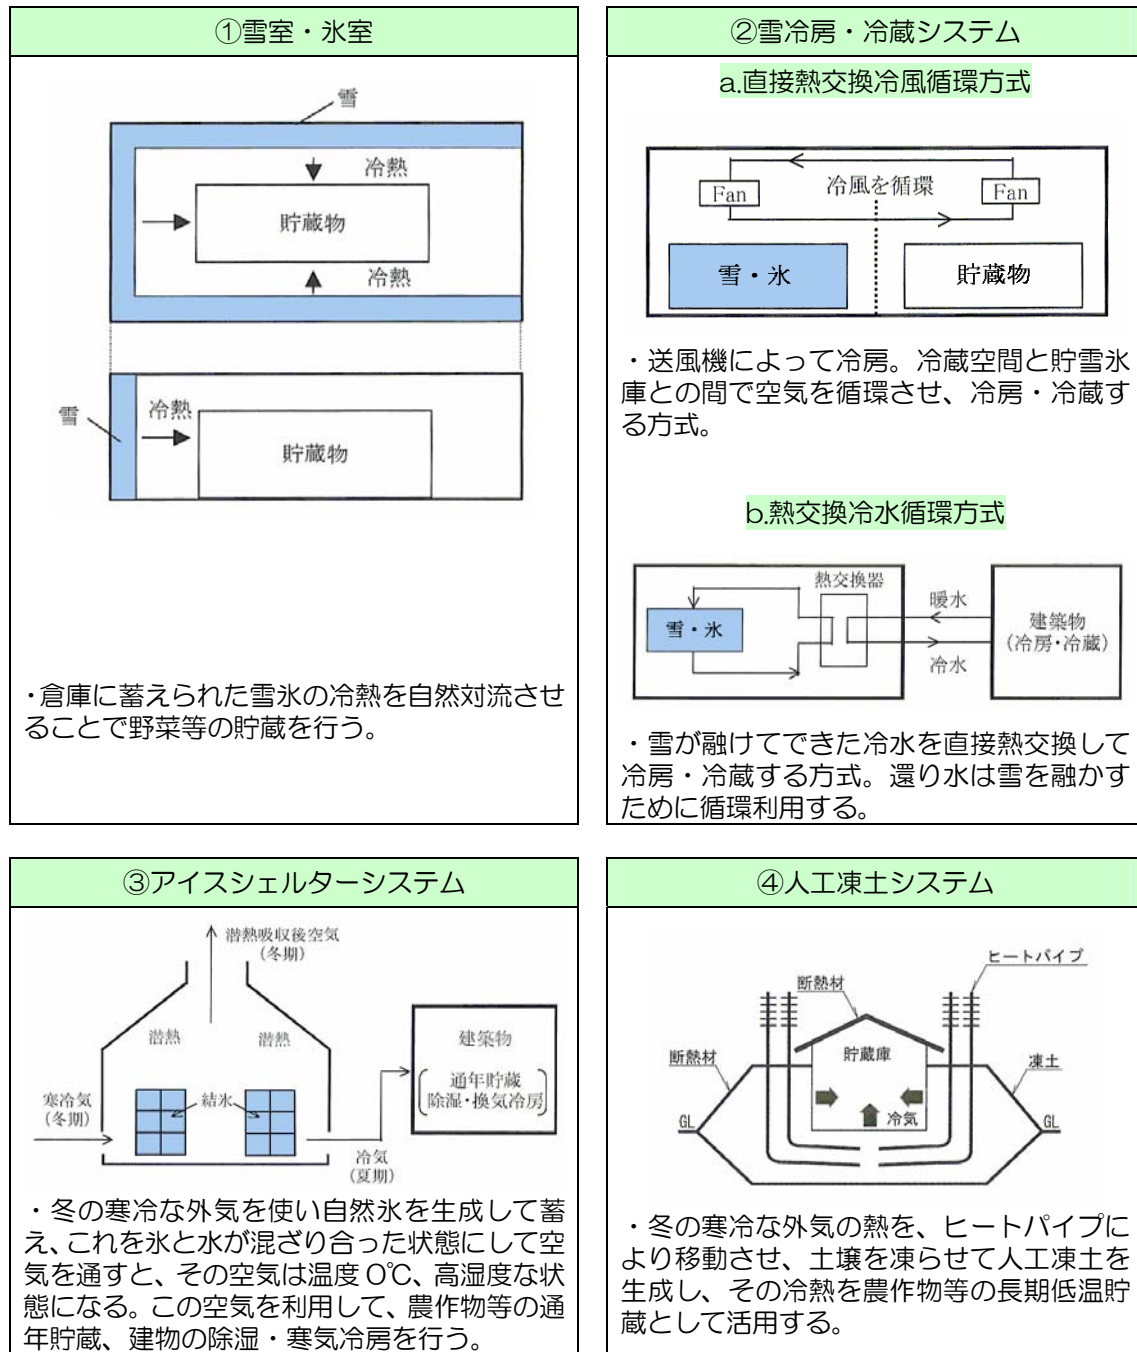 ①雪室・氷室
雪
冷熱
貯蔵物
冷熱
雪
冷熱
貯蔵物
・倉庫に蓄えられた雪氷の冷熱を自然対流させ
ることで野菜等の貯蔵を行う。
②雪冷房・冷蔵システム
a.直接熱交換冷風循環方式
Fan
冷風を循環
Fan
雪・氷
貯蔵物
・送風機によって冷房。冷蔵空間と貯雪氷
庫との間で空気を循環させ、冷房・冷蔵す
る方式。
b.熱交換冷水循環方式
熱交換器
雪・氷
暖水
冷水
建築物
(冷房・冷蔵)
・雪が融けてできた冷水を直接熱交換して
冷房・冷蔵する方式。還り水は雪を融かす
ために循環利用する。
③アイスシェルターシステム
潜熱吸収後空気
(冬期)
潜熱
潜熱
寒冷気
(冬期)
結氷
冷気
(夏期)
建築物
通年貯蔵
除湿・換気冷房
・冬の寒冷な外気を使い自然氷を生成して蓄
え、これを氷と水が混ざり合った状態にして空
気を通すと、その空気は温度 0℃、高湿度な状
態になる。この空気を利用して、農作物等の通
年貯蔵、建物の除湿・寒気冷房を行う。
④人工凍土システム
ヒートパイプ
断熱材
貯蔵庫
断熱材
凍土
冷気
GL
GL
・冬の寒冷な外気の熱を、ヒートパイプに
より移動させ、土壌を凍らせて人工凍土を
生成し、その冷熱を農作物等の長期低温貯
蔵として活用する。